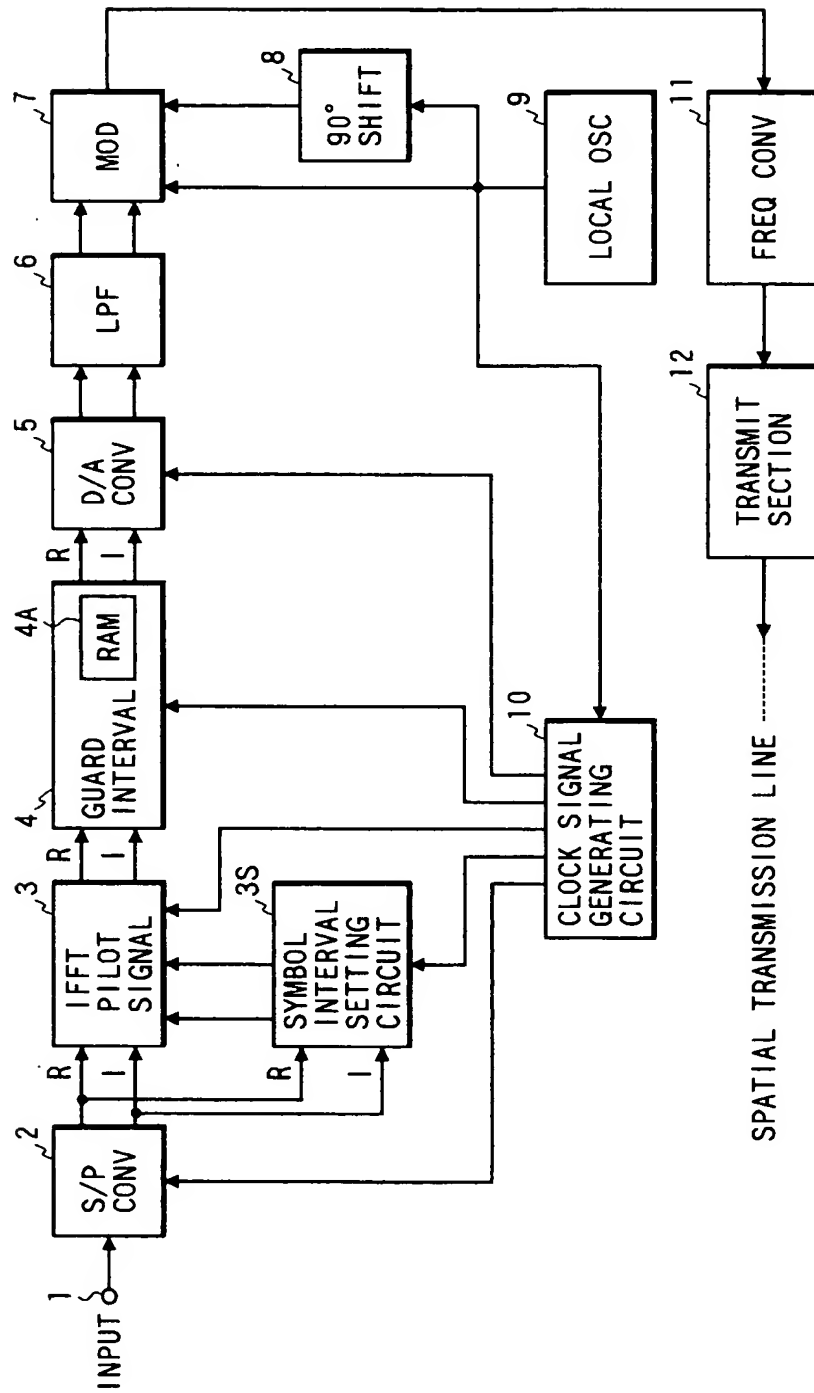 INPUT
1
2
S/P
CONV
R
I
3
IFFT
PILOT
SIGNAL
R
I
3S
SYMBOL
INTERVAL
SETTING
CIRCUIT
R
I
4
GUARD
INTERVAL
4A
RAM
R
I
5
D/A
CONV
6
LPF
7
MOD
8
90°
SHIFT
9
LOCAL OSC
10
CLOCK SIGNAL
GENERATING
CIRCUIT
11
FREQ CONV
12
TRANSMIT
SECTION
SPATIAL TRANSMISSION LINE